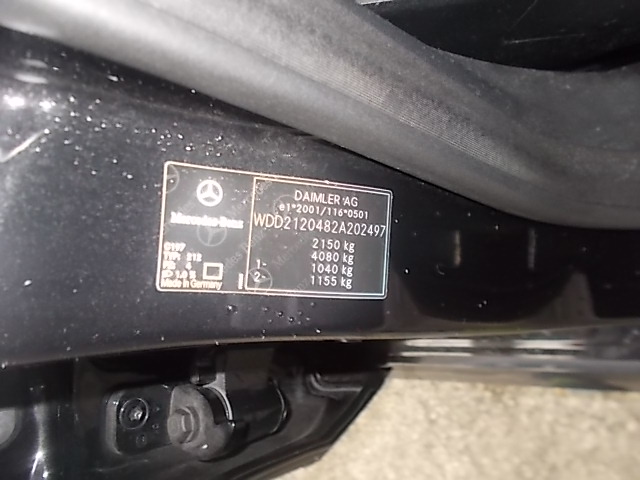 Mercedes-Benz
DAIMLER AG
e1*2001/116*0501
WDD2120482A202497
2150 kg
4080 kg
1- 1040 kg
2- 1155 kg
C197
TYP: 212
Made in Germany